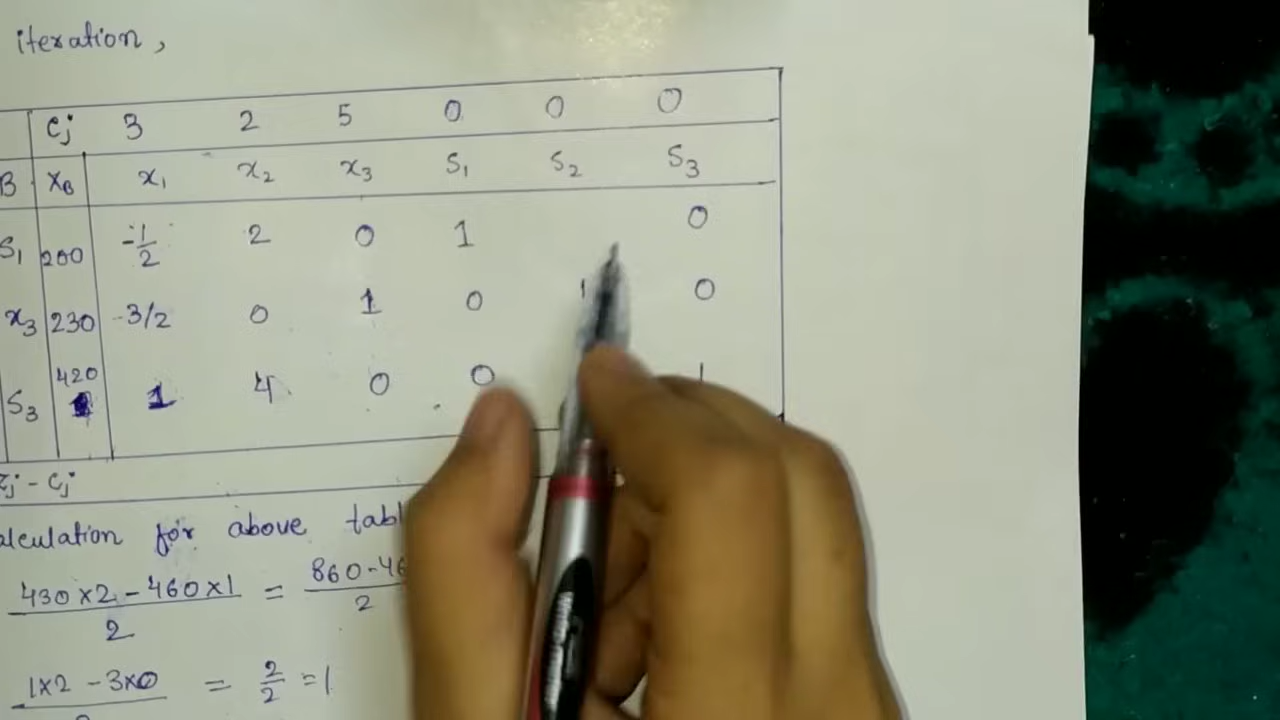 iteration,
Cj 3 2 5 0 0 0
B XB x₁ x₂ x₃ S₁ S₂ S₃
S₁ 200 -1/2 2 0 1 0
x₃ 230 3/2 0 1 0 0
S₃ 420 1 4 0 0 1
Zj - Cj
alculation for above tabl
430×2 - 460×1 / 2 = 860-46 / 2
1×2 - 3×0 = 2/2 = 1